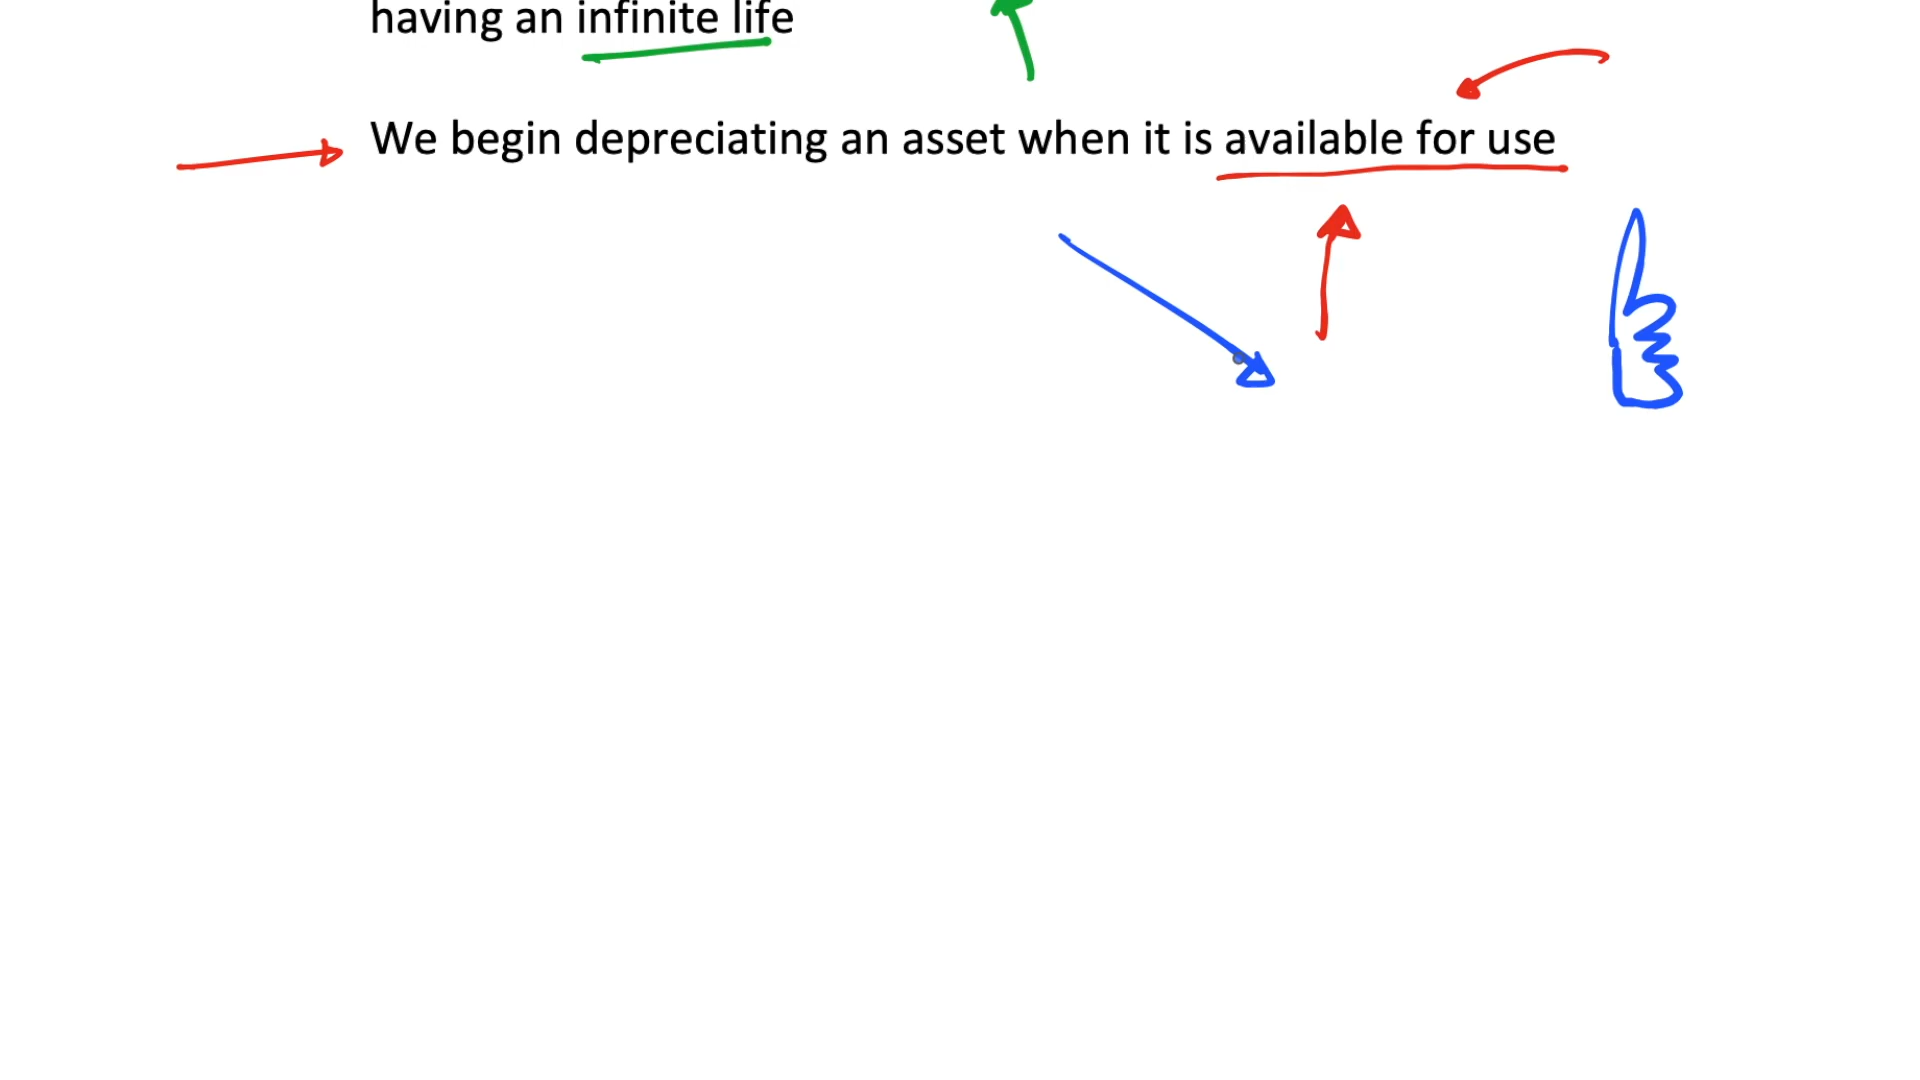 having an infinite life
We begin depreciating an asset when it is available for use